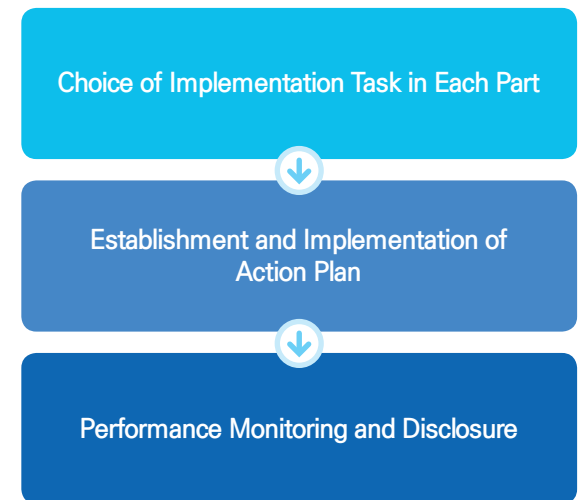 Choice of Implementation Task in Each Part
Establishment and Implementation of
Action Plan
Performance Monitoring and Disclosure